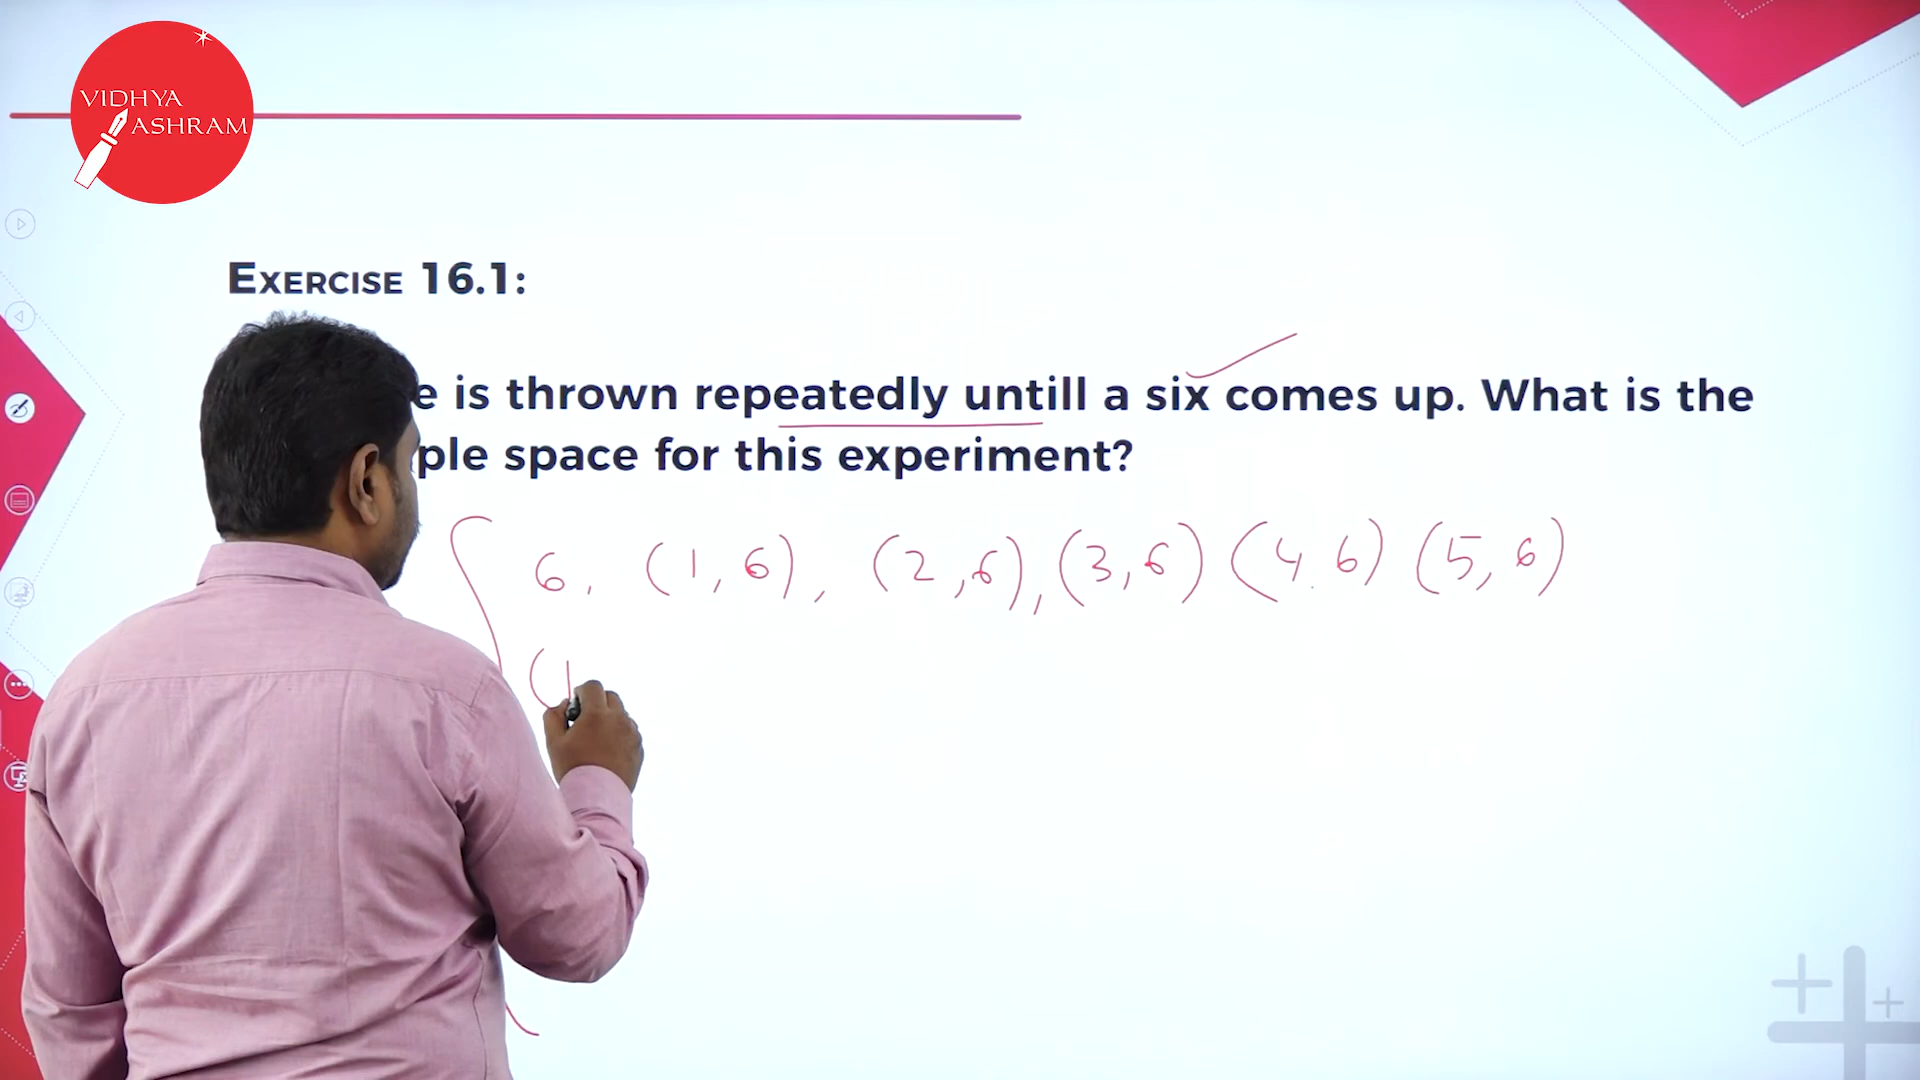 VIDHYA
ASHRAM
EXERCISE 16.1:
e is thrown repeatedly untill a six comes up. What is the
ple space for this experiment?
{ 6, (1,6), (2,6), (3,6) (4.6) (5,6)
(1